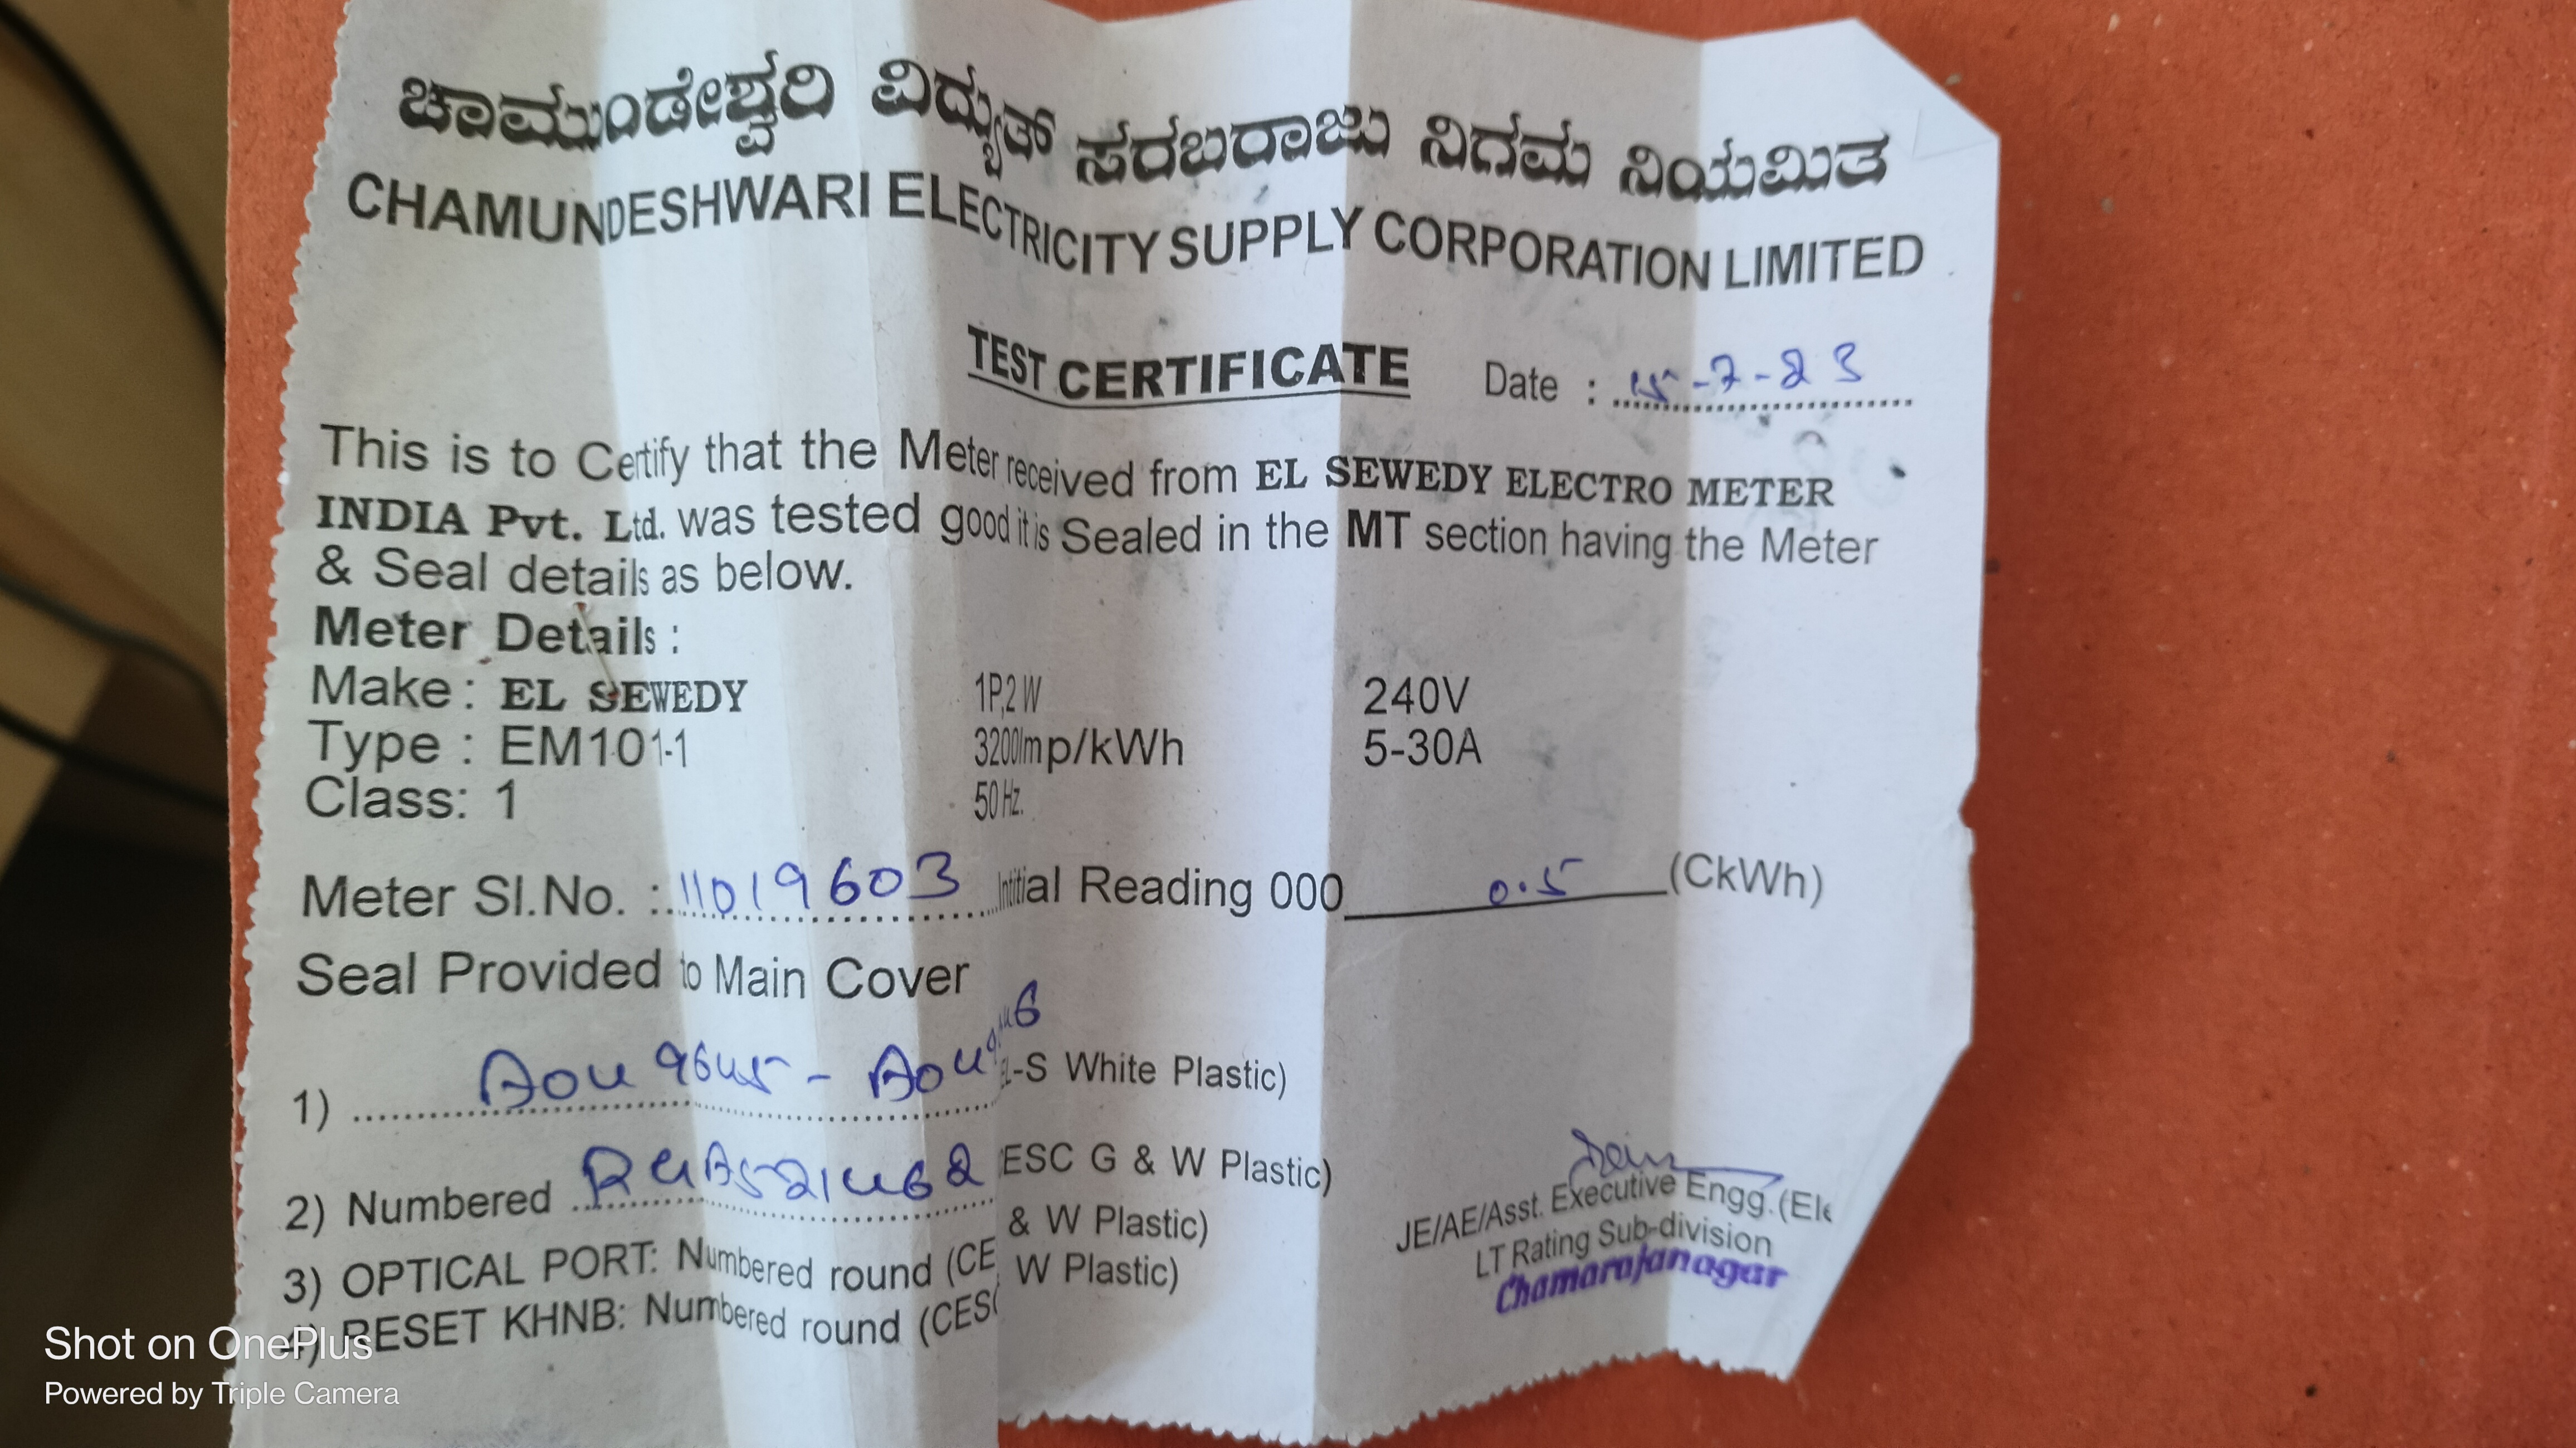 ಚಾಮುಂಡೇಶ್ವರಿ ವಿದ್ಯುತ್ ಸರಬರಾಜು ನಿಗಮ ನಿಯಮಿತ
CHAMUNDESHWARI ELECTRICITY SUPPLY CORPORATION LIMITED
TEST CERTIFICATE Date : 15-7-23
This is to Certify that the Meter received from EL SEWEDY ELECTRO METER
INDIA Pvt. Ltd. was tested good it is Sealed in the MT section having the Meter
& Seal details as below.
Meter Details :
Make : EL SEWEDY 1P,2 W 240V
Type : EM101-1 3200Imp/kWh 5-30A
Class: 1 50 Hz.
Meter Sl.No. : 11019603 Intitial Reading 000 0.5 (CkWh)
Seal Provided to Main Cover
1) -S White Plastic)
2) Numbered ESC G & W Plastic)
3) OPTICAL PORT: Numbered round (CE & W Plastic)
4) RESET KHNB: Numbered round (CESC W Plastic)
JE/AE/Asst. Executive Engg.(Ele
LT Rating Sub-division
Chamarajanagar
Shot on OnePlus
Powered by Triple Camera